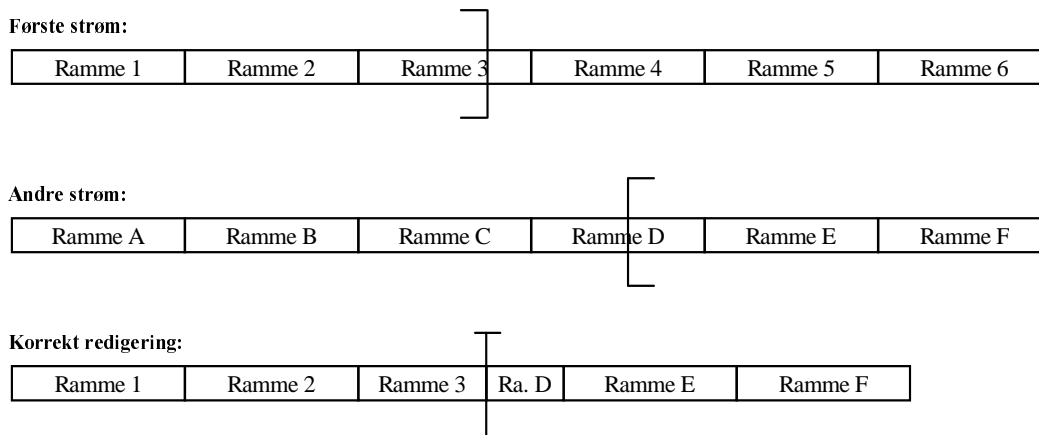 Første strøm:
Ramme 1 Ramme 2 Ramme 3 Ramme 4 Ramme 5 Ramme 6
Andre strøm:
Ramme A Ramme B Ramme C Ramme D Ramme E Ramme F
Korrekt redigering:
Ramme 1 Ramme 2 Ramme 3 Ra. D Ramme E Ramme F